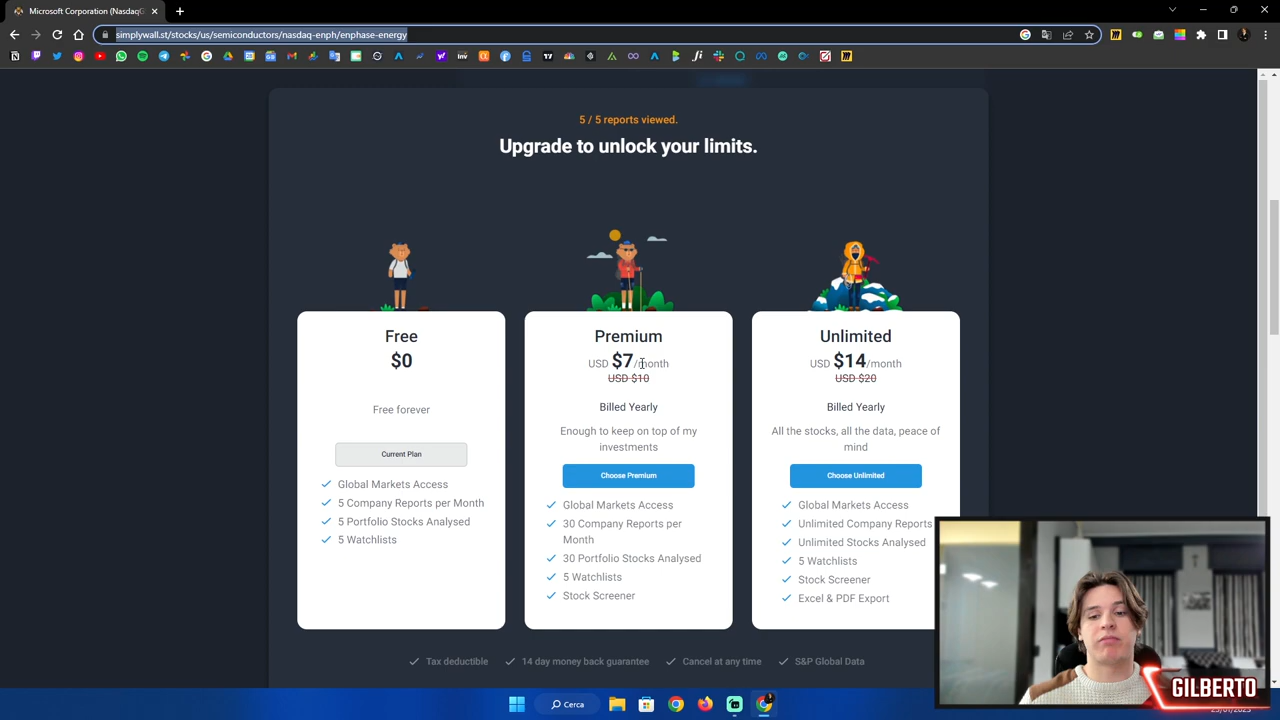 Microsoft Corporation (NasdaqG
simplywall.st/stocks/us/semiconductors/nasdaq-enph/enphase-energy
5 / 5 reports viewed.
Upgrade to unlock your limits.
Free
$0
Free forever
Current Plan
Global Markets Access
5 Company Reports per Month
5 Portfolio Stocks Analysed
5 Watchlists
Premium
USD $7/month
USD $10
Billed Yearly
Enough to keep on top of my
investments
Choose Premium
Global Markets Access
30 Company Reports per
Month
30 Portfolio Stocks Analysed
5 Watchlists
Stock Screener
Unlimited
USD $14/month
USD $20
Billed Yearly
All the stocks, all the data, peace of
mind
Choose Unlimited
Global Markets Access
Unlimited Company Reports
Unlimited Stocks Analysed
5 Watchlists
Stock Screener
Excel & PDF Export
Tax deductible
14 day money back guarantee
Cancel at any time
S&P Global Data
GILBERTO
Cerca